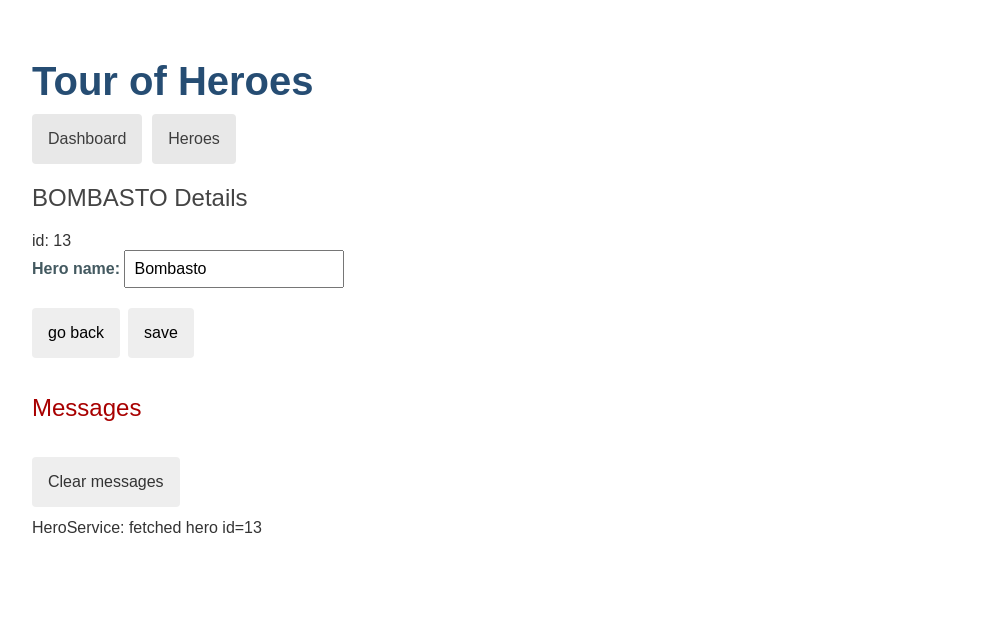 Tour of Heroes
Dashboard Heroes
BOMBASTO Details
id: 13
Hero name: Bombasto
go back save
Messages
Clear messages
HeroService: fetched hero id=13